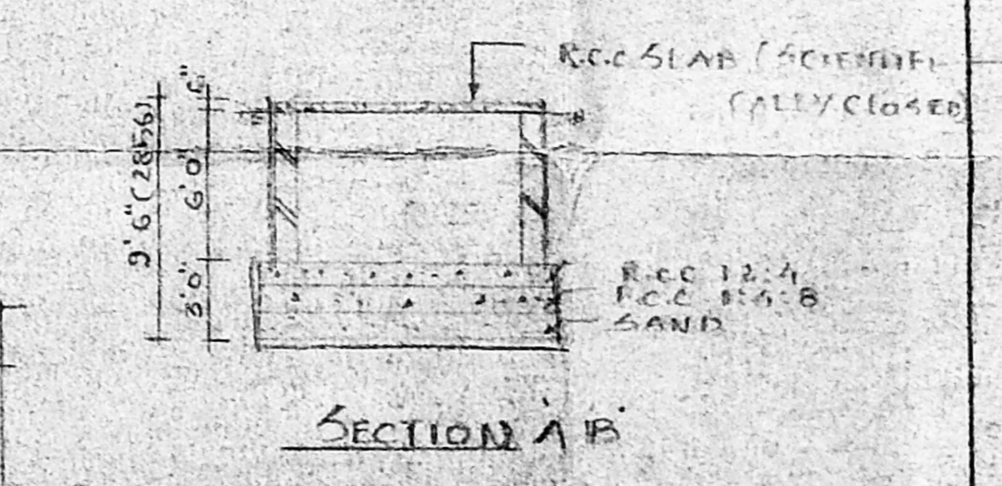 R.C.C SLAB (SCIENTIFI-
CALLY CLOSED)
6"
6'0"
3'0"
9'6" (2856)
R.C.C 1:2:4
P.C.C 1:4:8
SAND
SECTION 'A B'